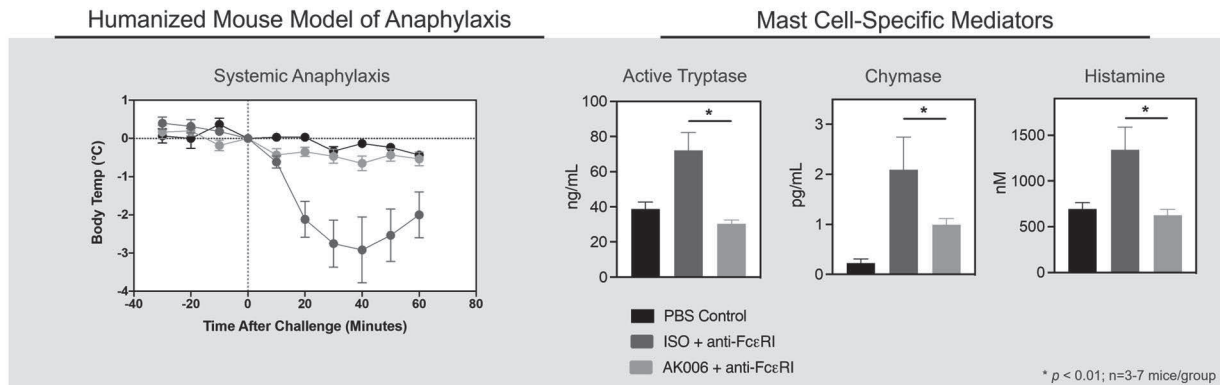 Humanized Mouse Model of Anaphylaxis
Mast Cell-Specific Mediators
Systemic Anaphylaxis
Body Temp (°C)
1
0
-1
-2
-3
-4
-40
-20
0
20
40
60
80
Time After Challenge (Minutes)
Active Tryptase
ng/mL
100
80
60
40
20
0
*
Chymase
pg/mL
3
2
1
0
*
Histamine
nM
1500
1000
500
0
*
PBS Control
ISO + anti-FcεRI
AK006 + anti-FcεRI
* p < 0.01; n=3-7 mice/group